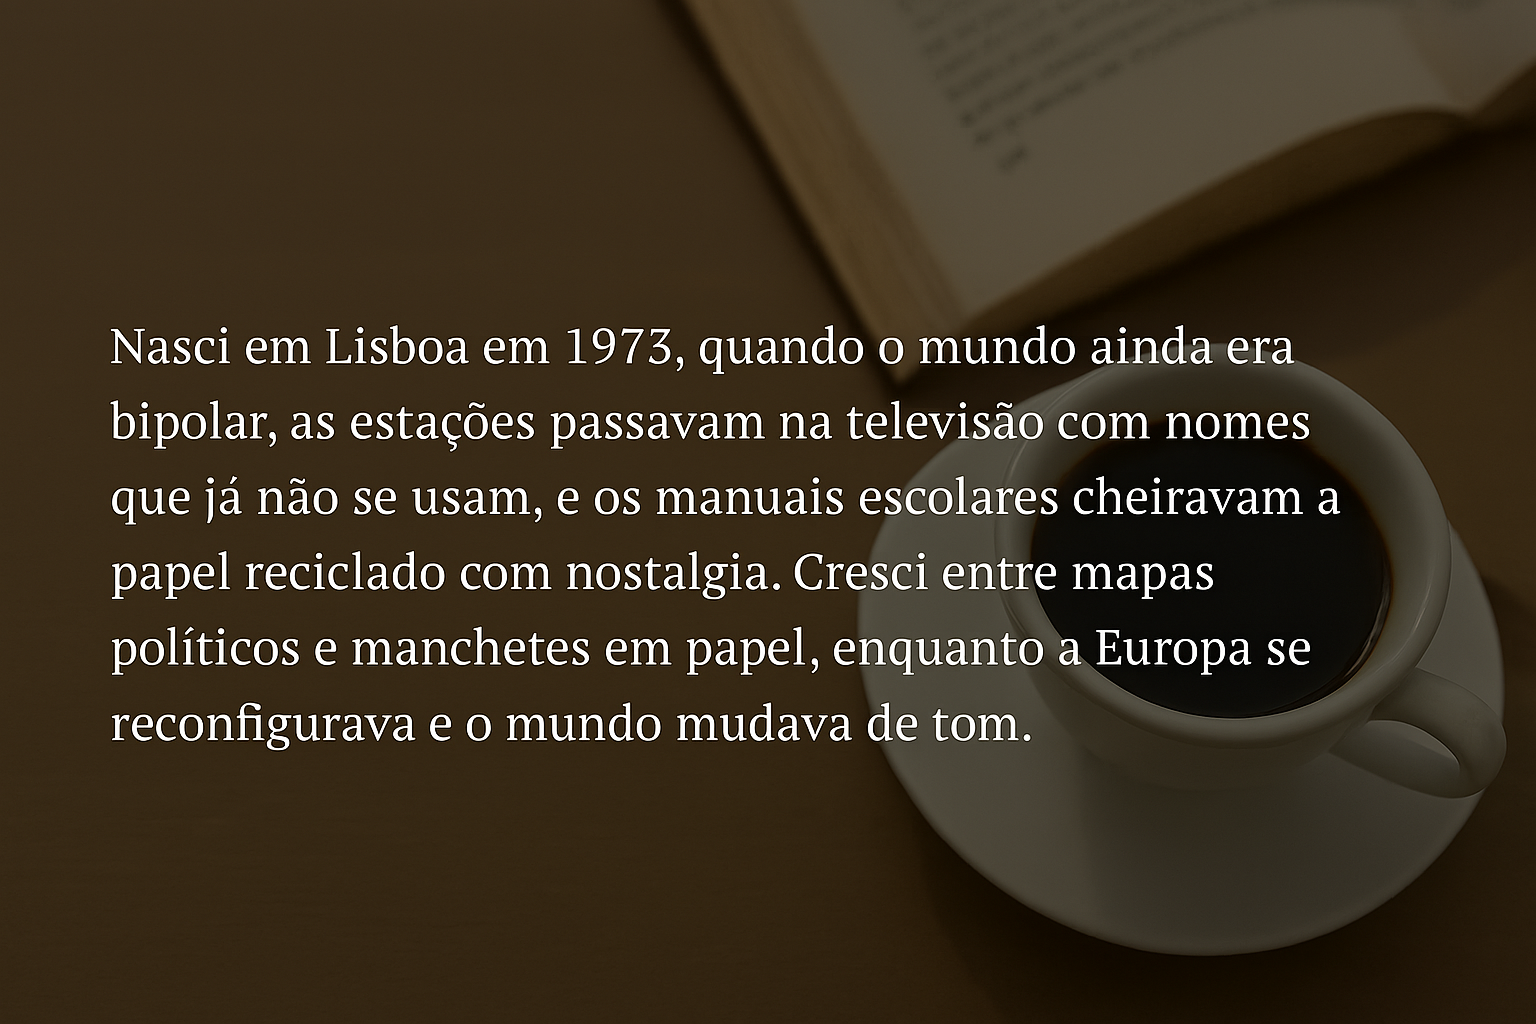 Nasci em Lisboa em 1973, quando o mundo ainda era
bipolar, as estações passavam na televisão com nomes
que já não se usam, e os manuais escolares cheiravam a
papel reciclado com nostalgia. Cresci entre mapas
políticos e manchetes em papel, enquanto a Europa se
reconfigurava e o mundo mudava de tom.